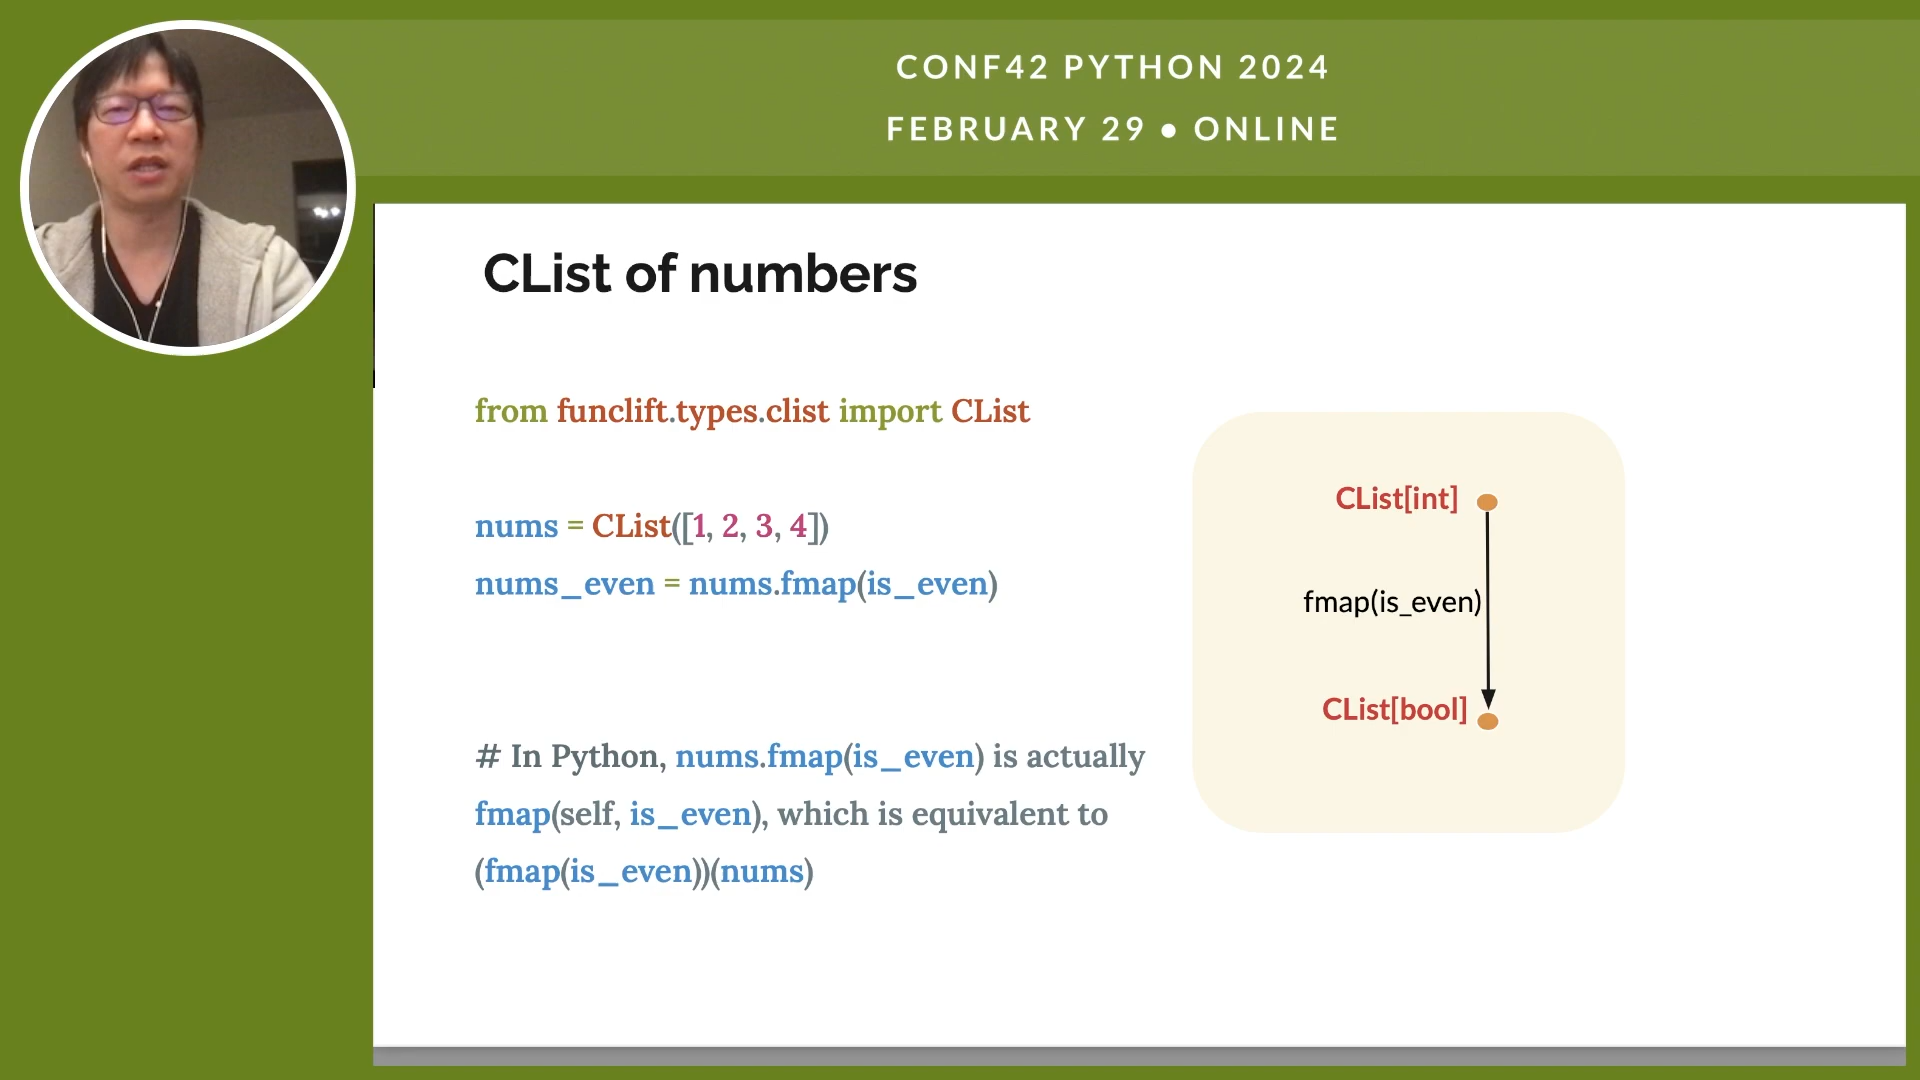 CONF42 PYTHON 2024
FEBRUARY 29 ● ONLINE
CList of numbers
from funclift.types.clist import CList
nums = CList([1, 2, 3, 4])
nums_even = nums.fmap(is_even)
# In Python, nums.fmap(is_even) is actually
fmap(self, is_even), which is equivalent to
(fmap(is_even))(nums)
CList[int]
fmap(is_even)
CList[bool]